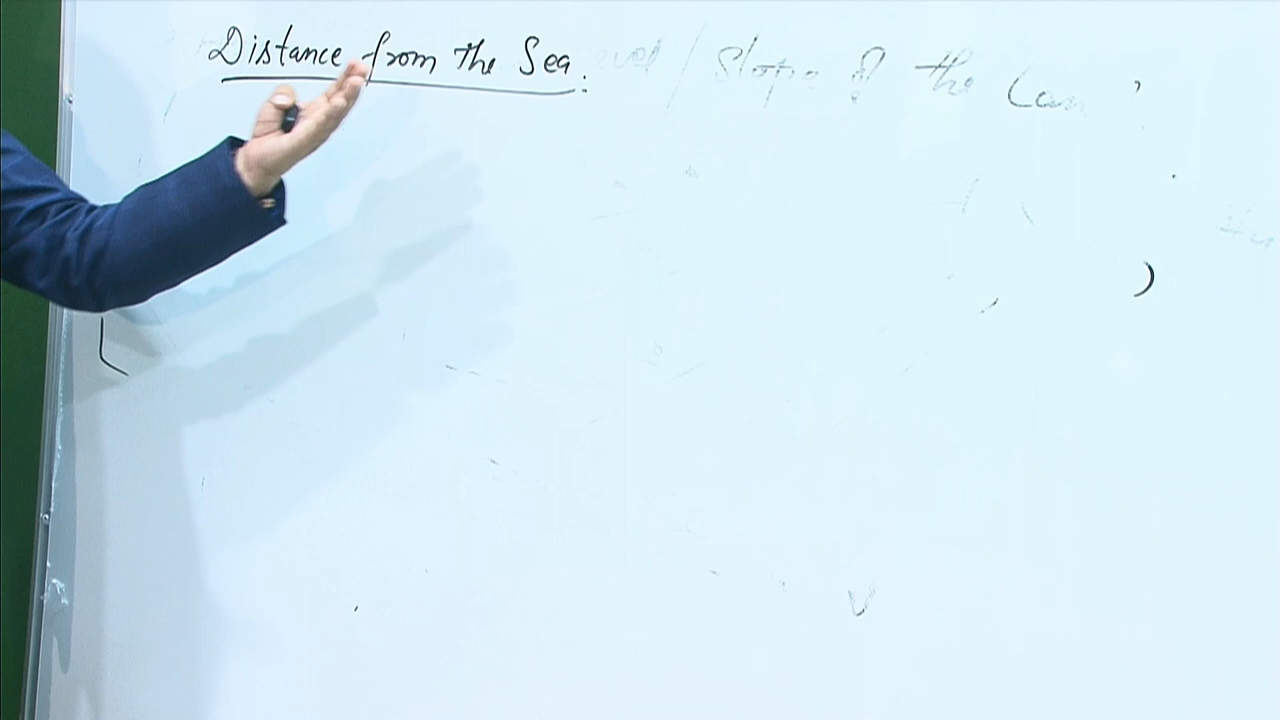 Distance from the Sea.
/ Slope of the